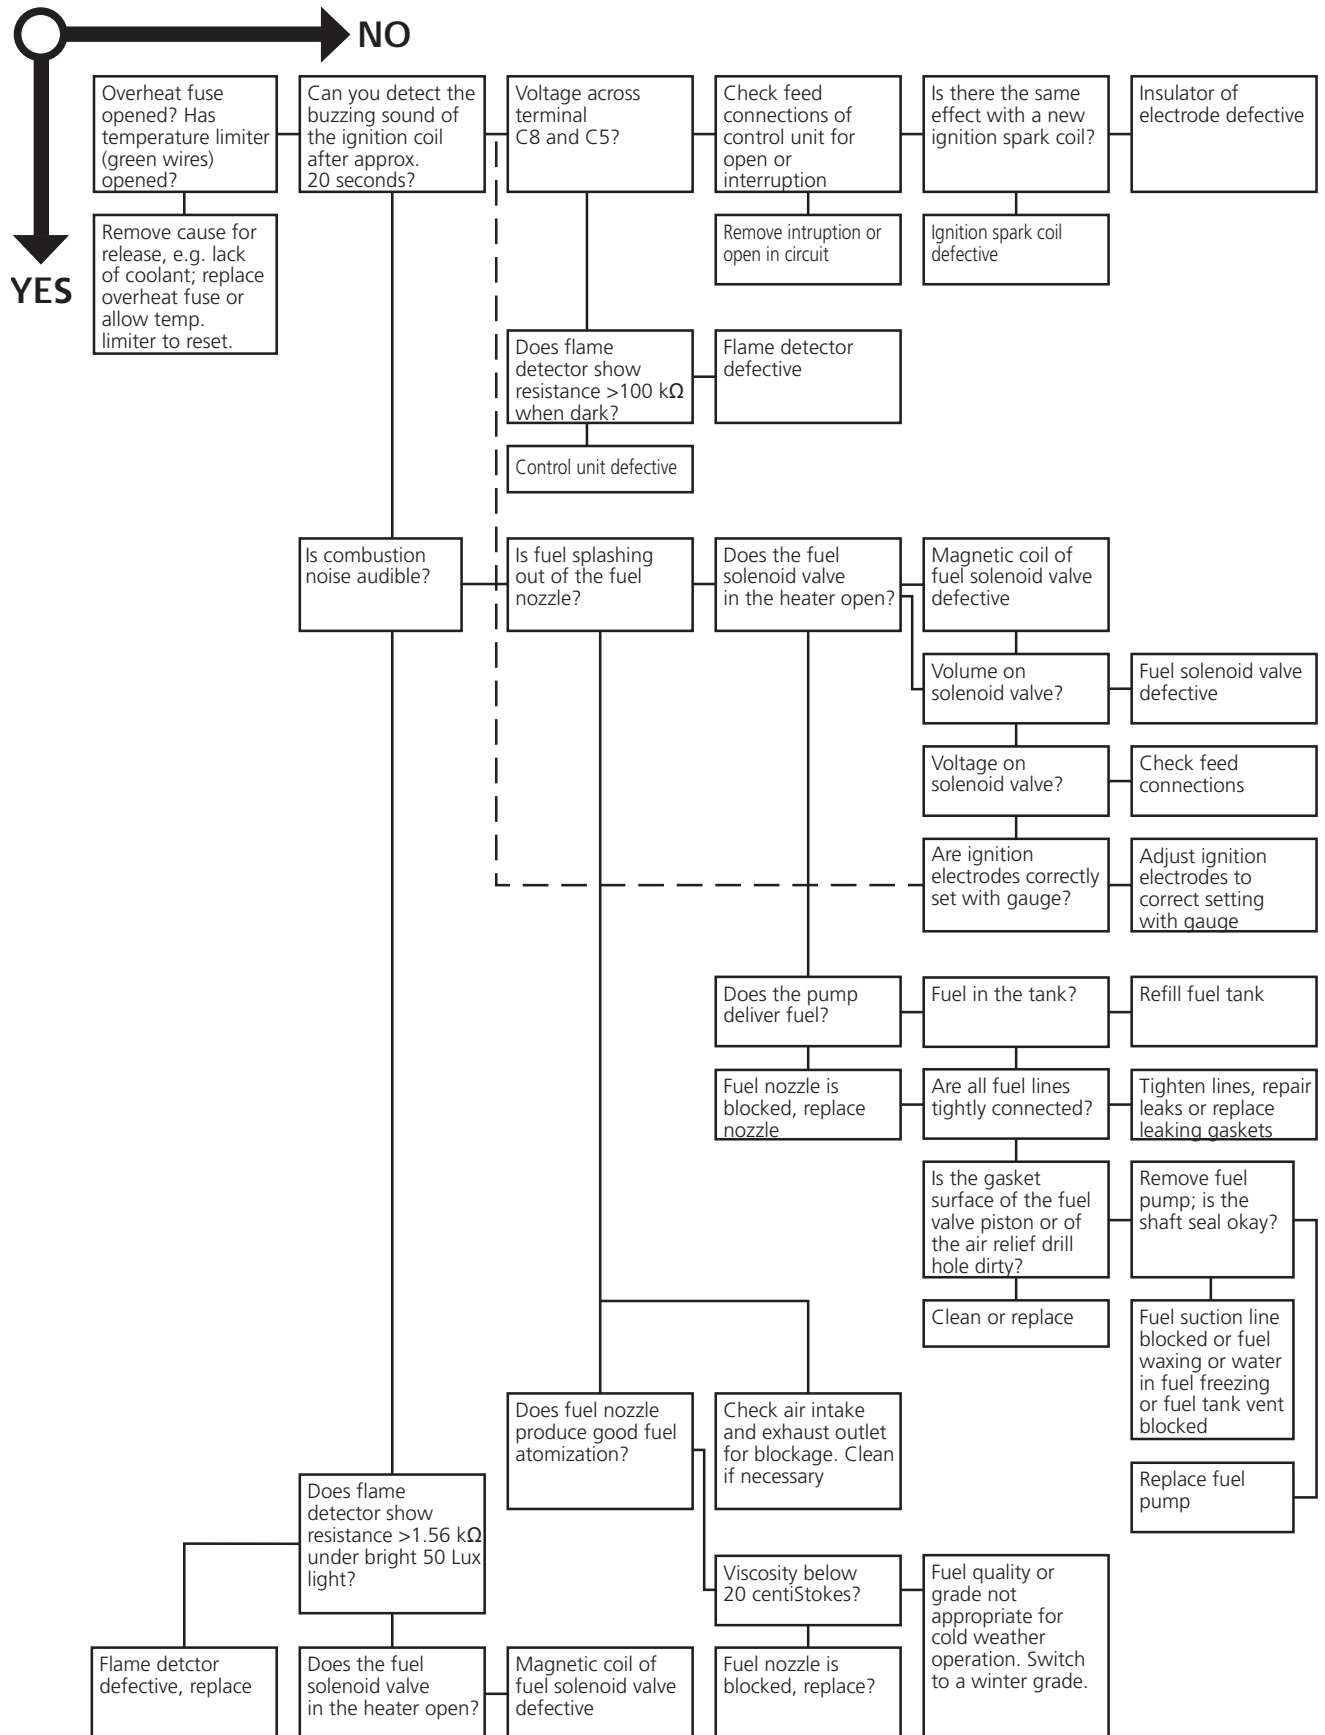 NO
YES
Overheat fuse
opened? Has
temperature limiter
(green wires)
opened?
Can you detect the
buzzing sound of
the ignition coil
after approx.
20 seconds?
Voltage across
terminal
C8 and C5?
Check feed
connections of
control unit for
open or
interruption
Is there the same
effect with a new
ignition spark coil?
Insulator of
electrode defective
Remove cause for
release, e.g. lack
of coolant; replace
overheat fuse or
allow temp.
limiter to reset.
Remove intruption or
open in circuit
Ignition spark coil
defective
Does flame
detector show
resistance >100 kΩ
when dark?
Flame detector
defective
Control unit defective
Is combustion
noise audible?
Is fuel splashing
out of the fuel
nozzle?
Does the fuel
solenoid valve
in the heater open?
Magnetic coil of
fuel solenoid valve
defective
Volume on
solenoid valve?
Fuel solenoid valve
defective
Voltage on
solenoid valve?
Check feed
connections
Are ignition
electrodes correctly
set with gauge?
Adjust ignition
electrodes to
correct setting
with gauge
Does the pump
deliver fuel?
Fuel in the tank?
Refill fuel tank
Fuel nozzle is
blocked, replace
nozzle
Are all fuel lines
tightly connected?
Tighten lines, repair
leaks or replace
leaking gaskets
Is the gasket
surface of the fuel
valve piston or of
the air relief drill
hole dirty?
Remove fuel
pump; is the
shaft seal okay?
Clean or replace
Fuel suction line
blocked or fuel
waxing or water
in fuel freezing
or fuel tank vent
blocked
Does fuel nozzle
produce good fuel
atomization?
Check air intake
and exhaust outlet
for blockage. Clean
if necessary
Replace fuel
pump
Does flame
detector show
resistance >1.56 kΩ
under bright 50 Lux
light?
Viscosity below
20 centiStokes?
Fuel quality or
grade not
appropriate for
cold weather
operation. Switch
to a winter grade.
Flame detctor
defective, replace
Does the fuel
solenoid valve
in the heater open?
Magnetic coil of
fuel solenoid valve
defective
Fuel nozzle is
blocked, replace?